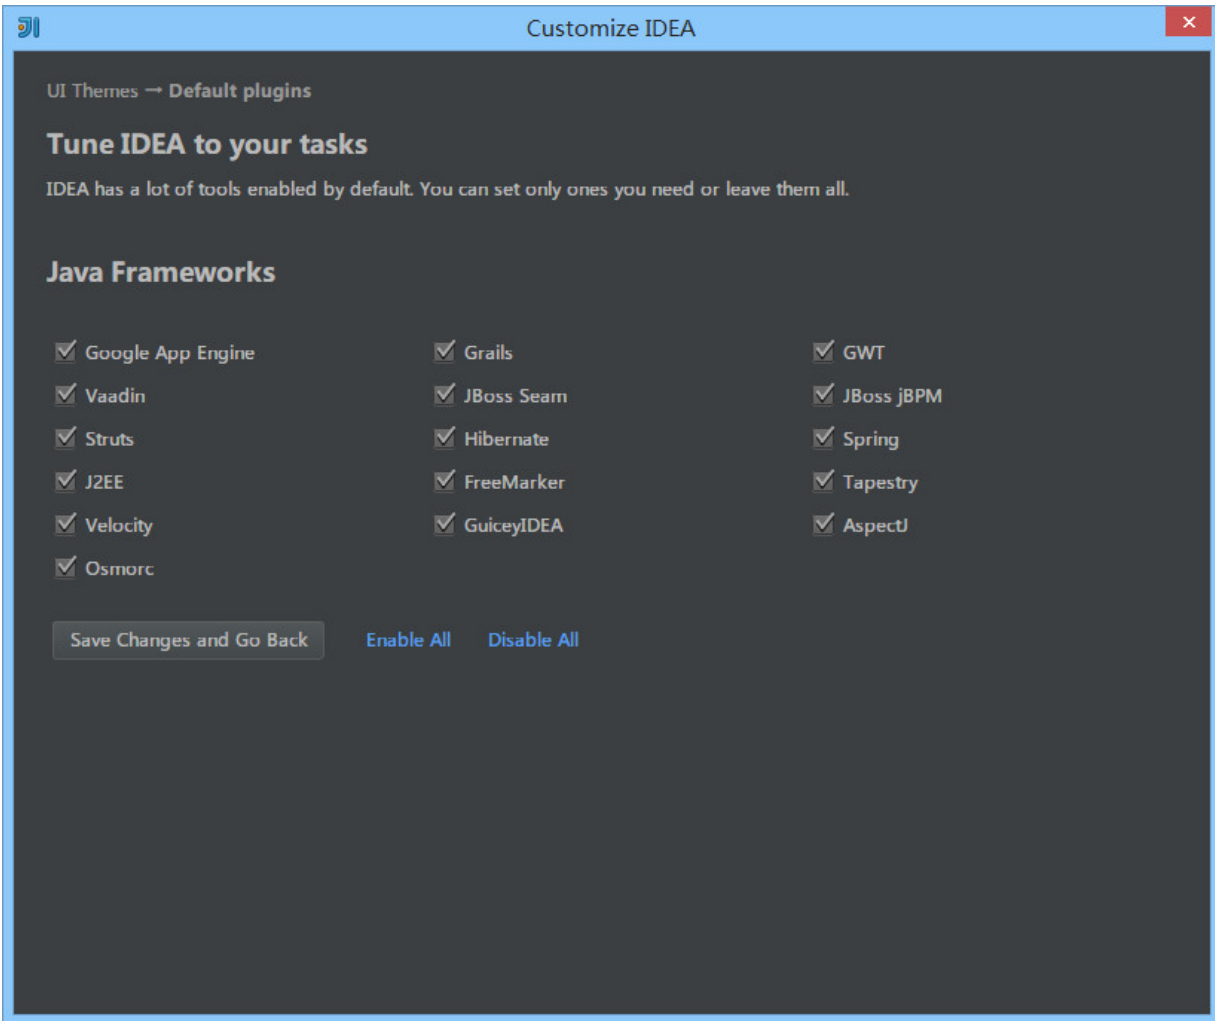 JI
Customize IDEA
UI Themes → Default plugins
Tune IDEA to your tasks
IDEA has a lot of tools enabled by default. You can set only ones you need or leave them all.
Java Frameworks
Google App Engine Grails GWT
Vaadin JBoss Seam JBoss jBPM
Struts Hibernate Spring
J2EE FreeMarker Tapestry
Velocity GuiceyIDEA AspectJ
Osmorc
Save Changes and Go Back Enable All Disable All